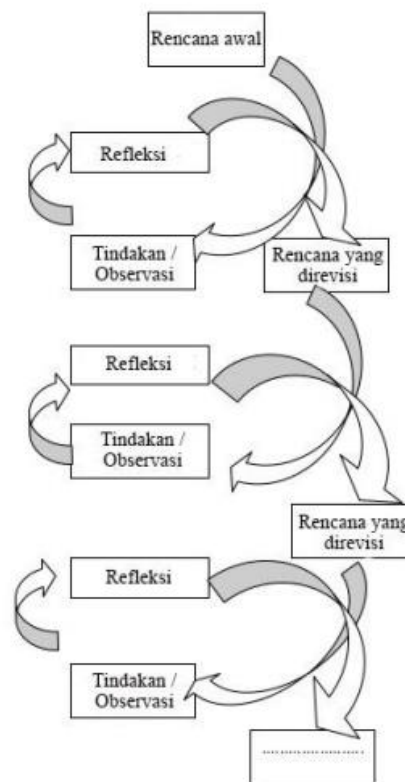 Rencana awal
Refleksi
Tindakan /
Observasi
Rencana yang
direvisi
Refleksi
Tindakan /
Observasi
Rencana yang
direvisi
Refleksi
Tindakan /
Observasi
.........................